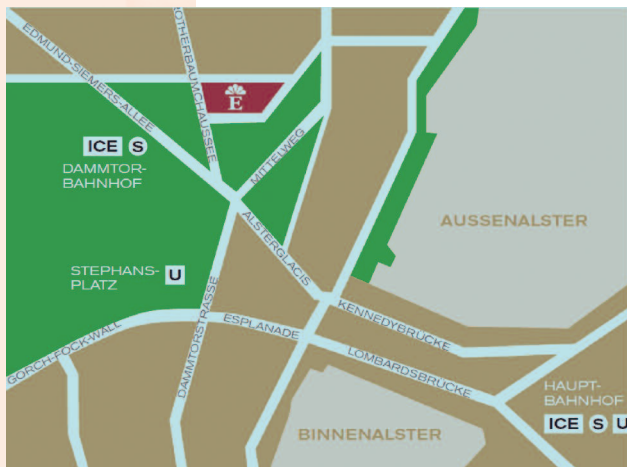 EDMUND-SIEMERS-ALLEE
ROTHERBAUMCHAUSSEE
E
ICE S
DAMMTOR-
BAHNHOF
MITTELWEG
AUSSENALSTER
ALSTERGLACIS
STEPHANS-
PLATZ
U
DAMMTORSTRASSE
GORCH-FOCK-WALL
ESPLANADE
KENNEDYBRÜCKE
LOMBARDSBRÜCKE
HAUPT-
BAHNHOF
ICE S U
BINNENALSTER